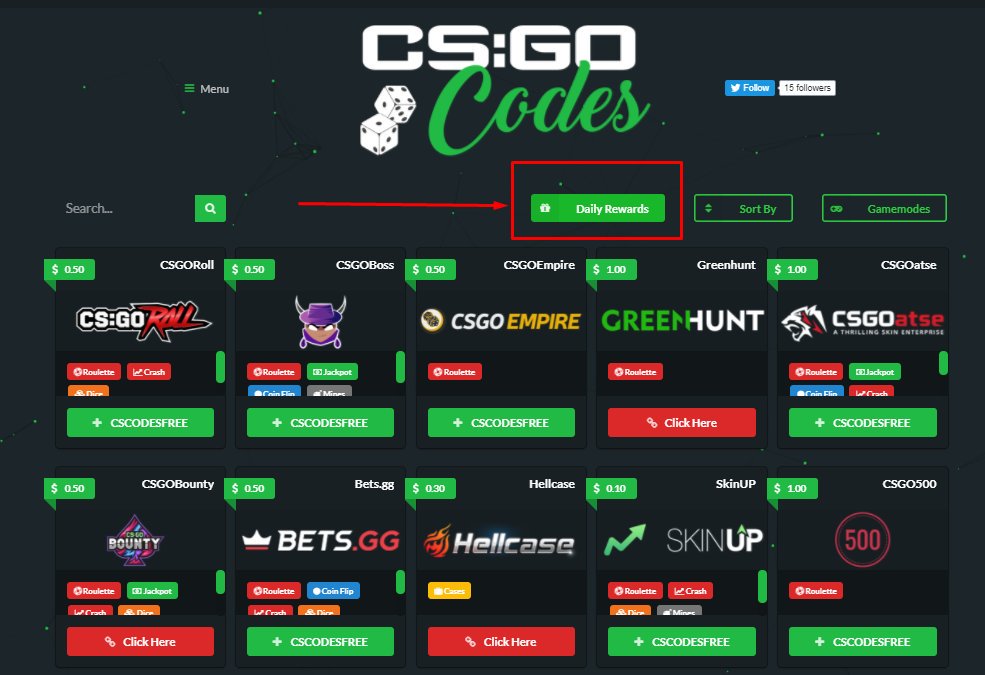 CS:GO
Codes
Menu
Follow
15 followers
Search...
Daily Rewards
Sort By
Gamemodes
$ 0.50
CSGORoll
$ 0.50
CSGOBoss
$ 0.50
CSGOEmpire
$ 1.00
Greenhunt
$ 1.00
CSGOatse
CS:GO ROLL
CSGO EMPIRE
GREENHUNT
CSGOatse
A THRILLING SKIN ENTERPRISE
Roulette Crash
Dice
Roulette Jackpot
Coin Flip Mines
Roulette
Roulette
Roulette Jackpot
Coin Flip Crash
CSCODESFREE
CSCODESFREE
CSCODESFREE
Click Here
CSCODESFREE
$ 0.50
CSGOBounty
$ 0.50
Bets.gg
$ 0.30
Hellcase
$ 0.10
SkinUP
$ 1.00
CSGO500
CS:GO
BOUNTY
BETS.GG
Hellcase
SKINUP
500
Roulette Jackpot
Crash Dice
Roulette Coin Flip
Crash Dice
Cases
Roulette Crash
Dice Mines
Roulette
Click Here
CSCODESFREE
Click Here
CSCODESFREE
CSCODESFREE